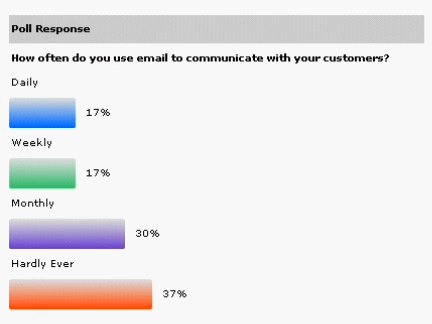 Poll Response
How often do you use email to communicate with your customers?
Daily
17%
Weekly
17%
Monthly
30%
Hardly Ever
37%